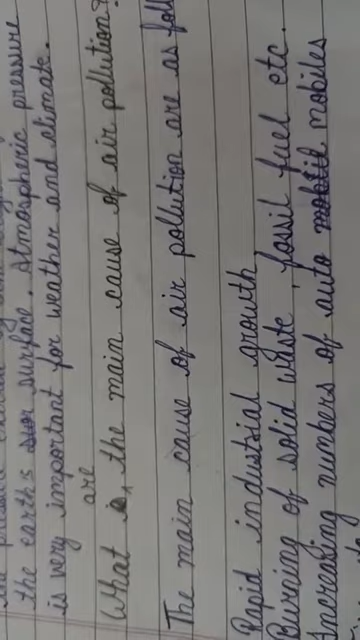 the earths surface. Atmospheric pressure
is very important for weather and climate.
are
What is the main cause of air pollution?
The main cause of air pollution are as foll
Rapid industrial growth
Burning of solid waste, fossil fuel etc.
Increasing numbers of auto mobiles